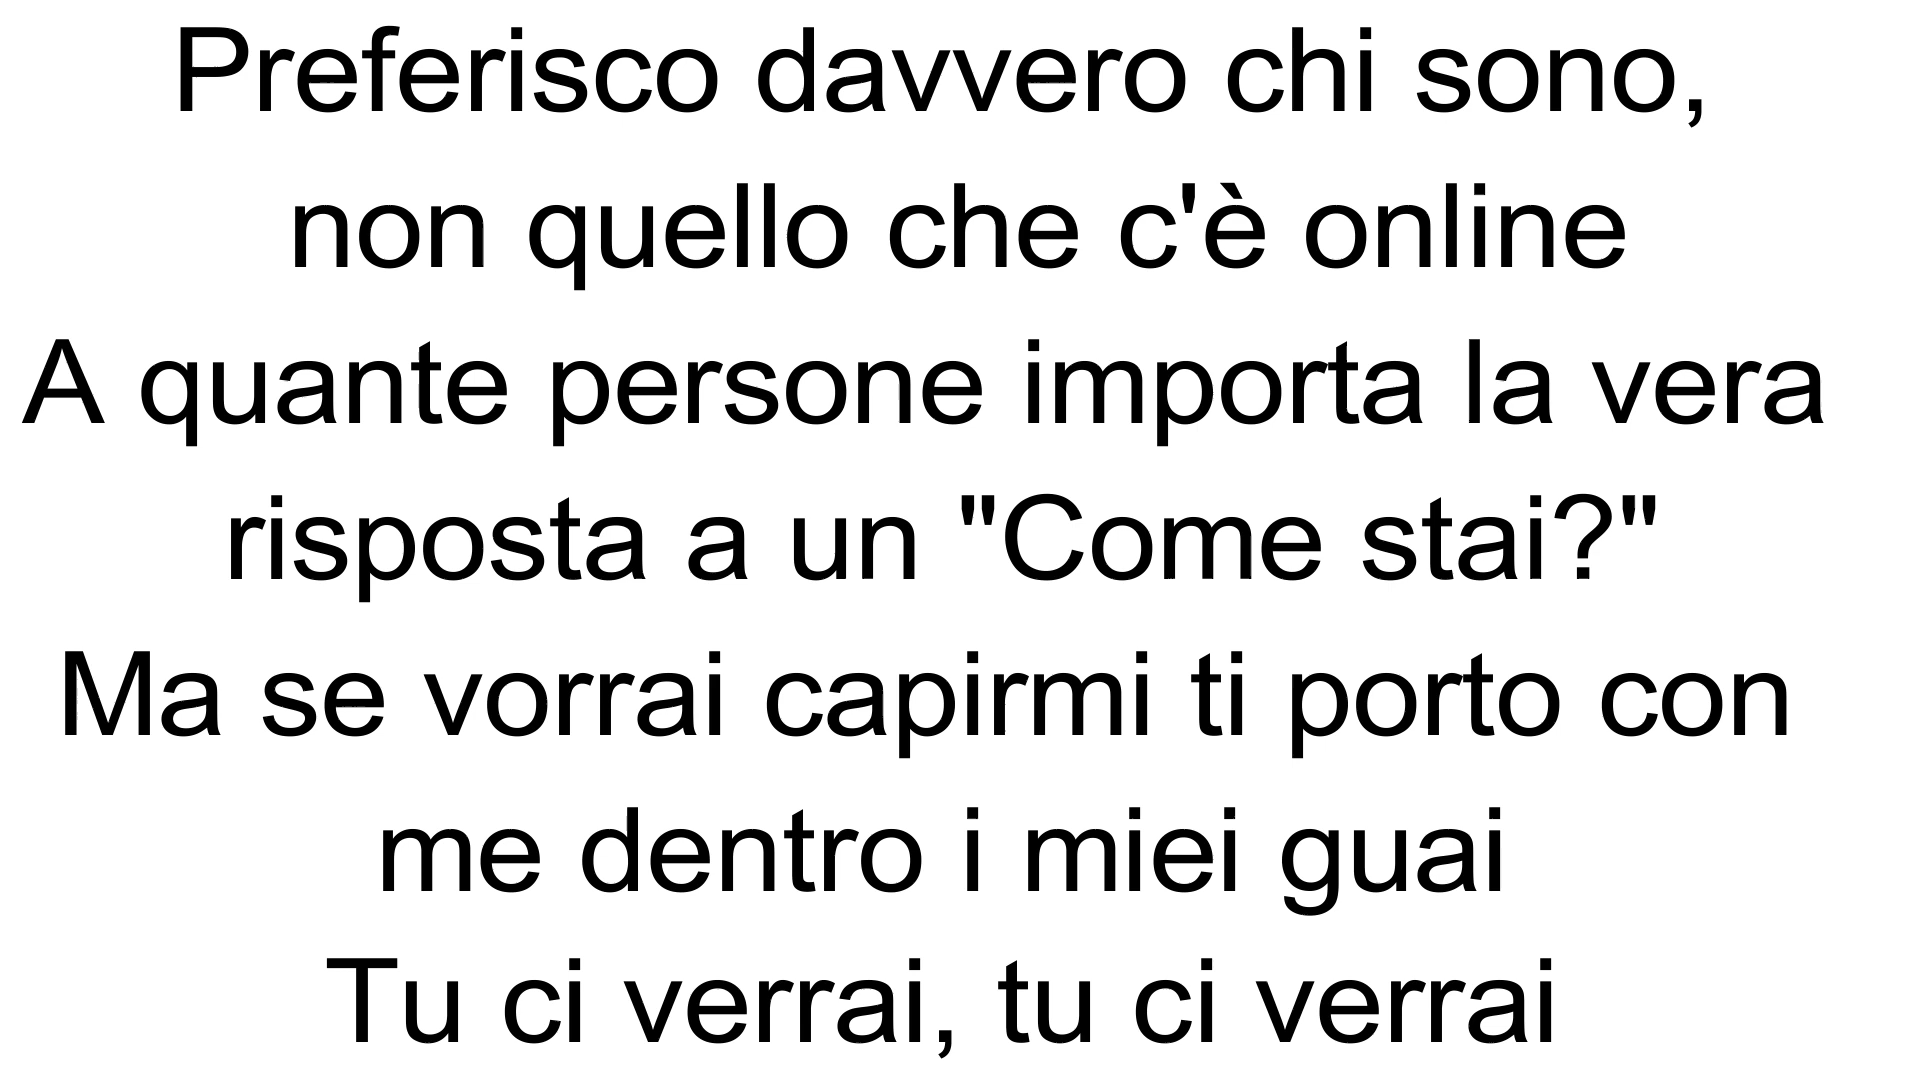 Preferisco davvero chi sono,
non quello che c'è online
A quante persone importa la vera
risposta a un "Come stai?"
Ma se vorrai capirmi ti porto con
me dentro i miei guai
Tu ci verrai, tu ci verrai